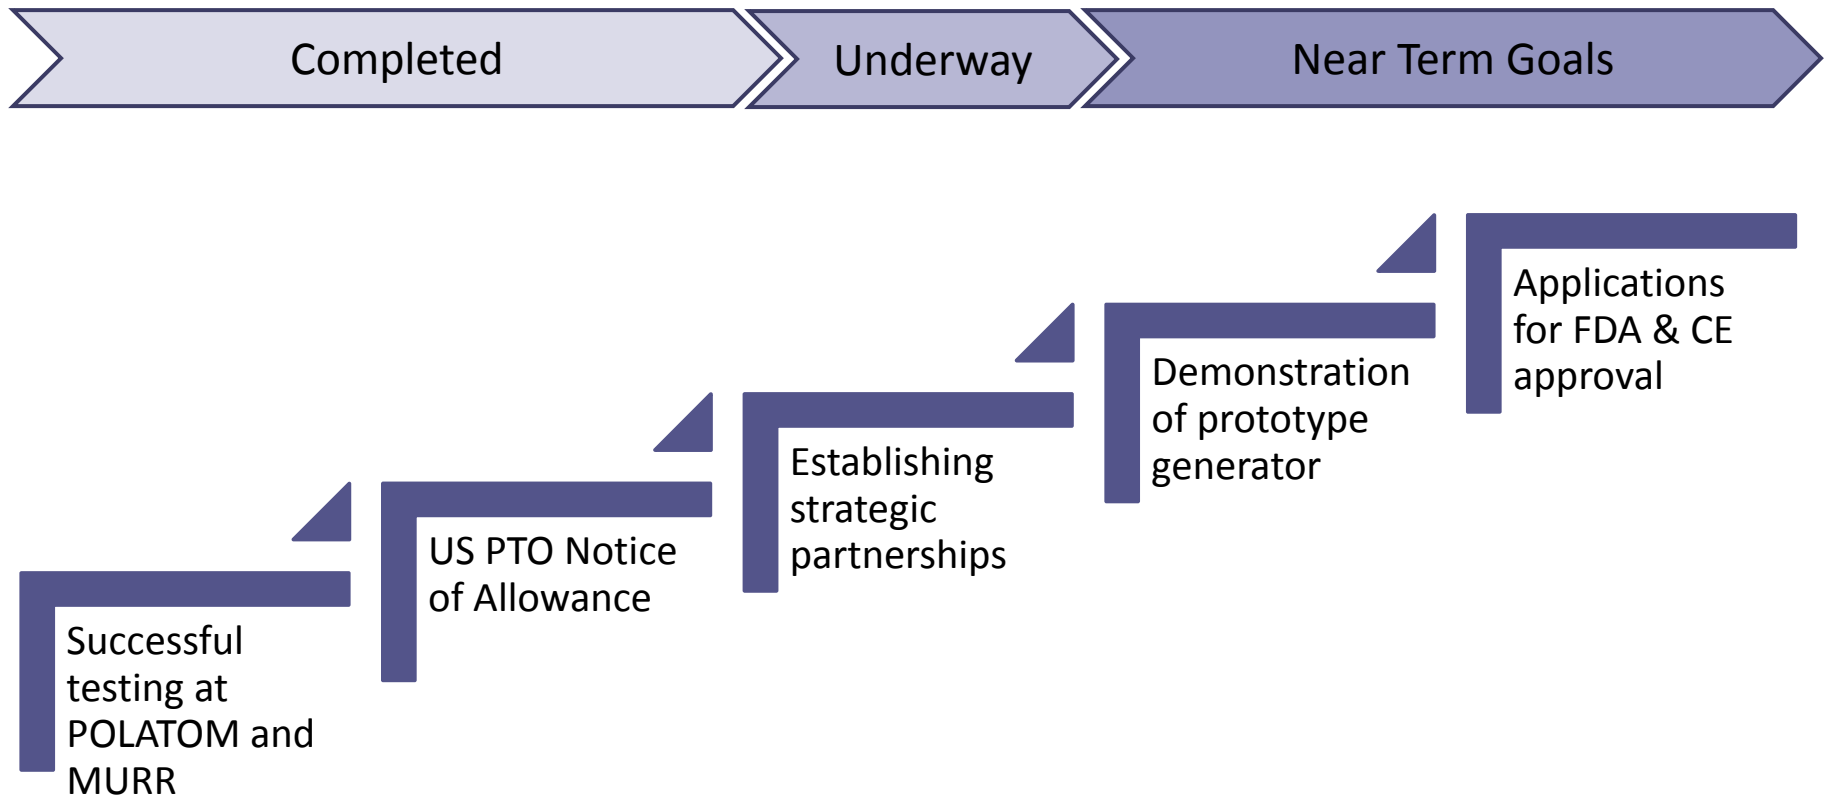 Completed
Underway
Near Term Goals
Successful
testing at
POLATOM and
MURR
US PTO Notice
of Allowance
Establishing
strategic
partnerships
Demonstration
of prototype
generator
Applications
for FDA & CE
approval